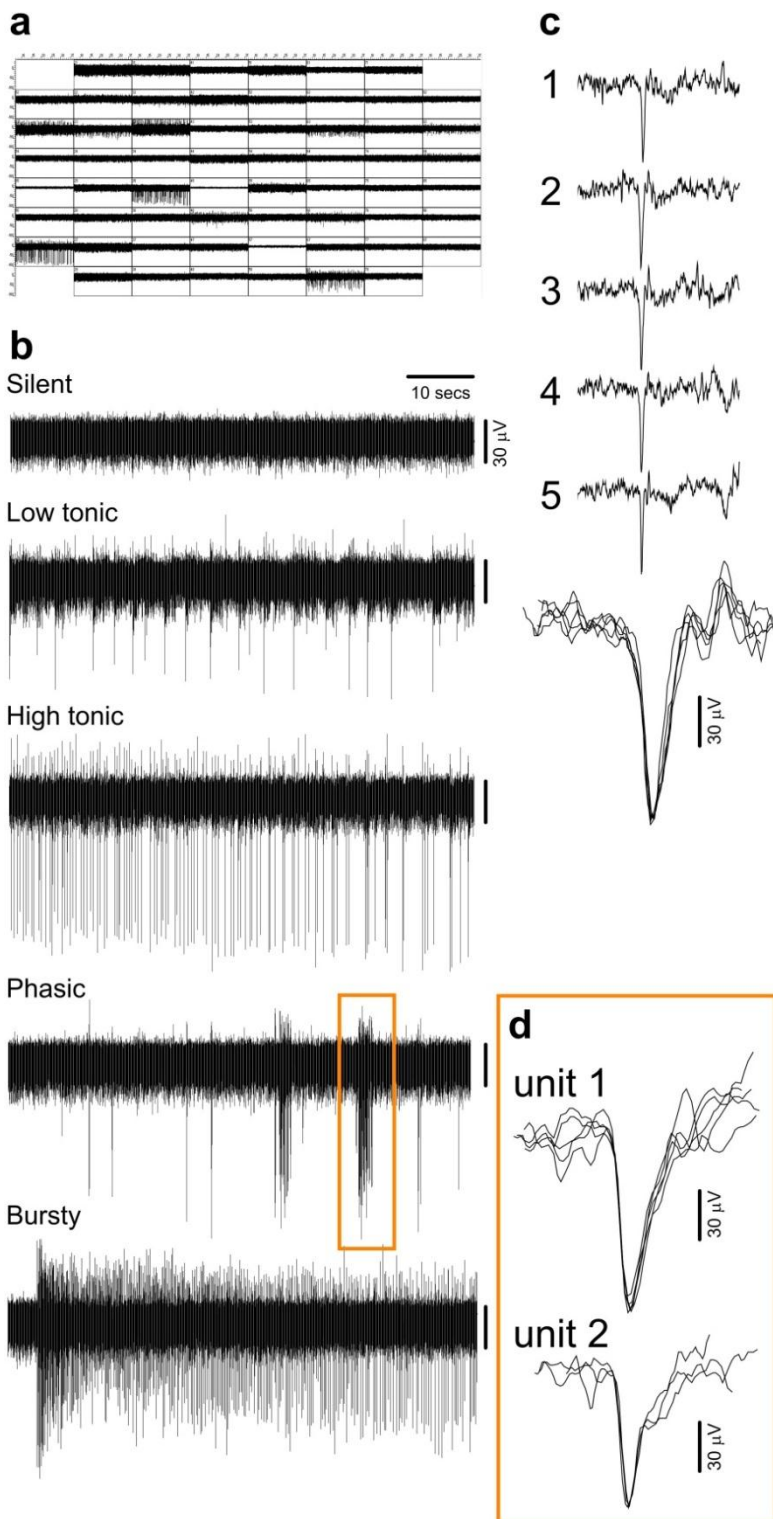 a
b
Silent
10 secs
30 µV
Low tonic
High tonic
Phasic
Bursty
c
1
2
3
4
5
30 µV
d
unit 1
30 µV
unit 2
30 µV